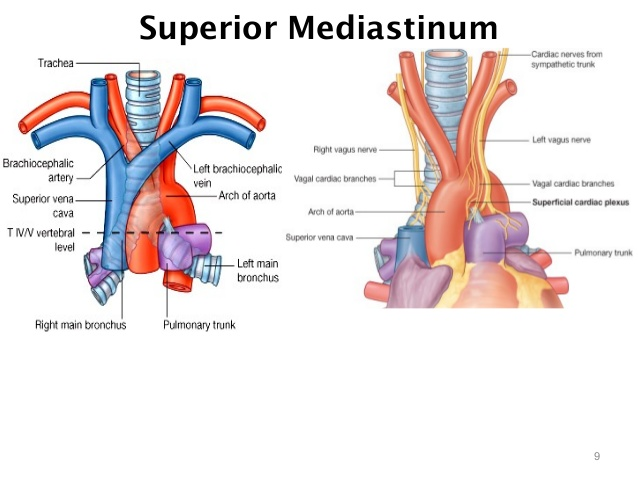 Superior Mediastinum
Trachea
Brachiocephalic
artery
Superior vena
cava
T IV/V vertebral
level
Right main bronchus
Left brachiocephalic
vein
Arch of aorta
Left main
bronchus
Pulmonary trunk
Right vagus nerve
Vagal cardiac branches
Arch of aorta
Superior vena cava
Cardiac nerves from
sympathetic trunk
Left vagus nerve
Vagal cardiac branches
Superficial cardiac plexus
Pulmonary trunk
9